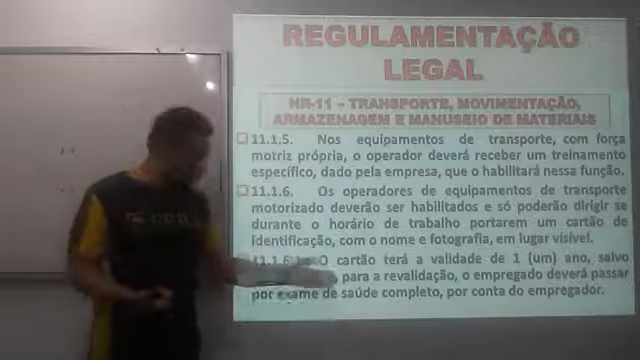 REGULAMENTAÇÃO
LEGAL
NR-11 – TRANSPORTE, MOVIMENTAÇÃO,
ARMAZENAGEM E MANUSEIO DE MATERIAIS
11.1.5. Nos equipamentos de transporte, com força
motriz própria, o operador deverá receber um treinamento
específico, dado pela empresa, que o habilitará nessa função.
11.1.6. Os operadores de equipamentos de transporte
motorizado deverão ser habilitados e só poderão dirigir se
durante o horário de trabalho portarem um cartão de
identificação, com o nome e fotografia, em lugar visível.
O cartão terá a validade de 1 (um) ano, salvo
para a revalidação, o empregado deverá passar
por exame de saúde completo, por conta do empregador.